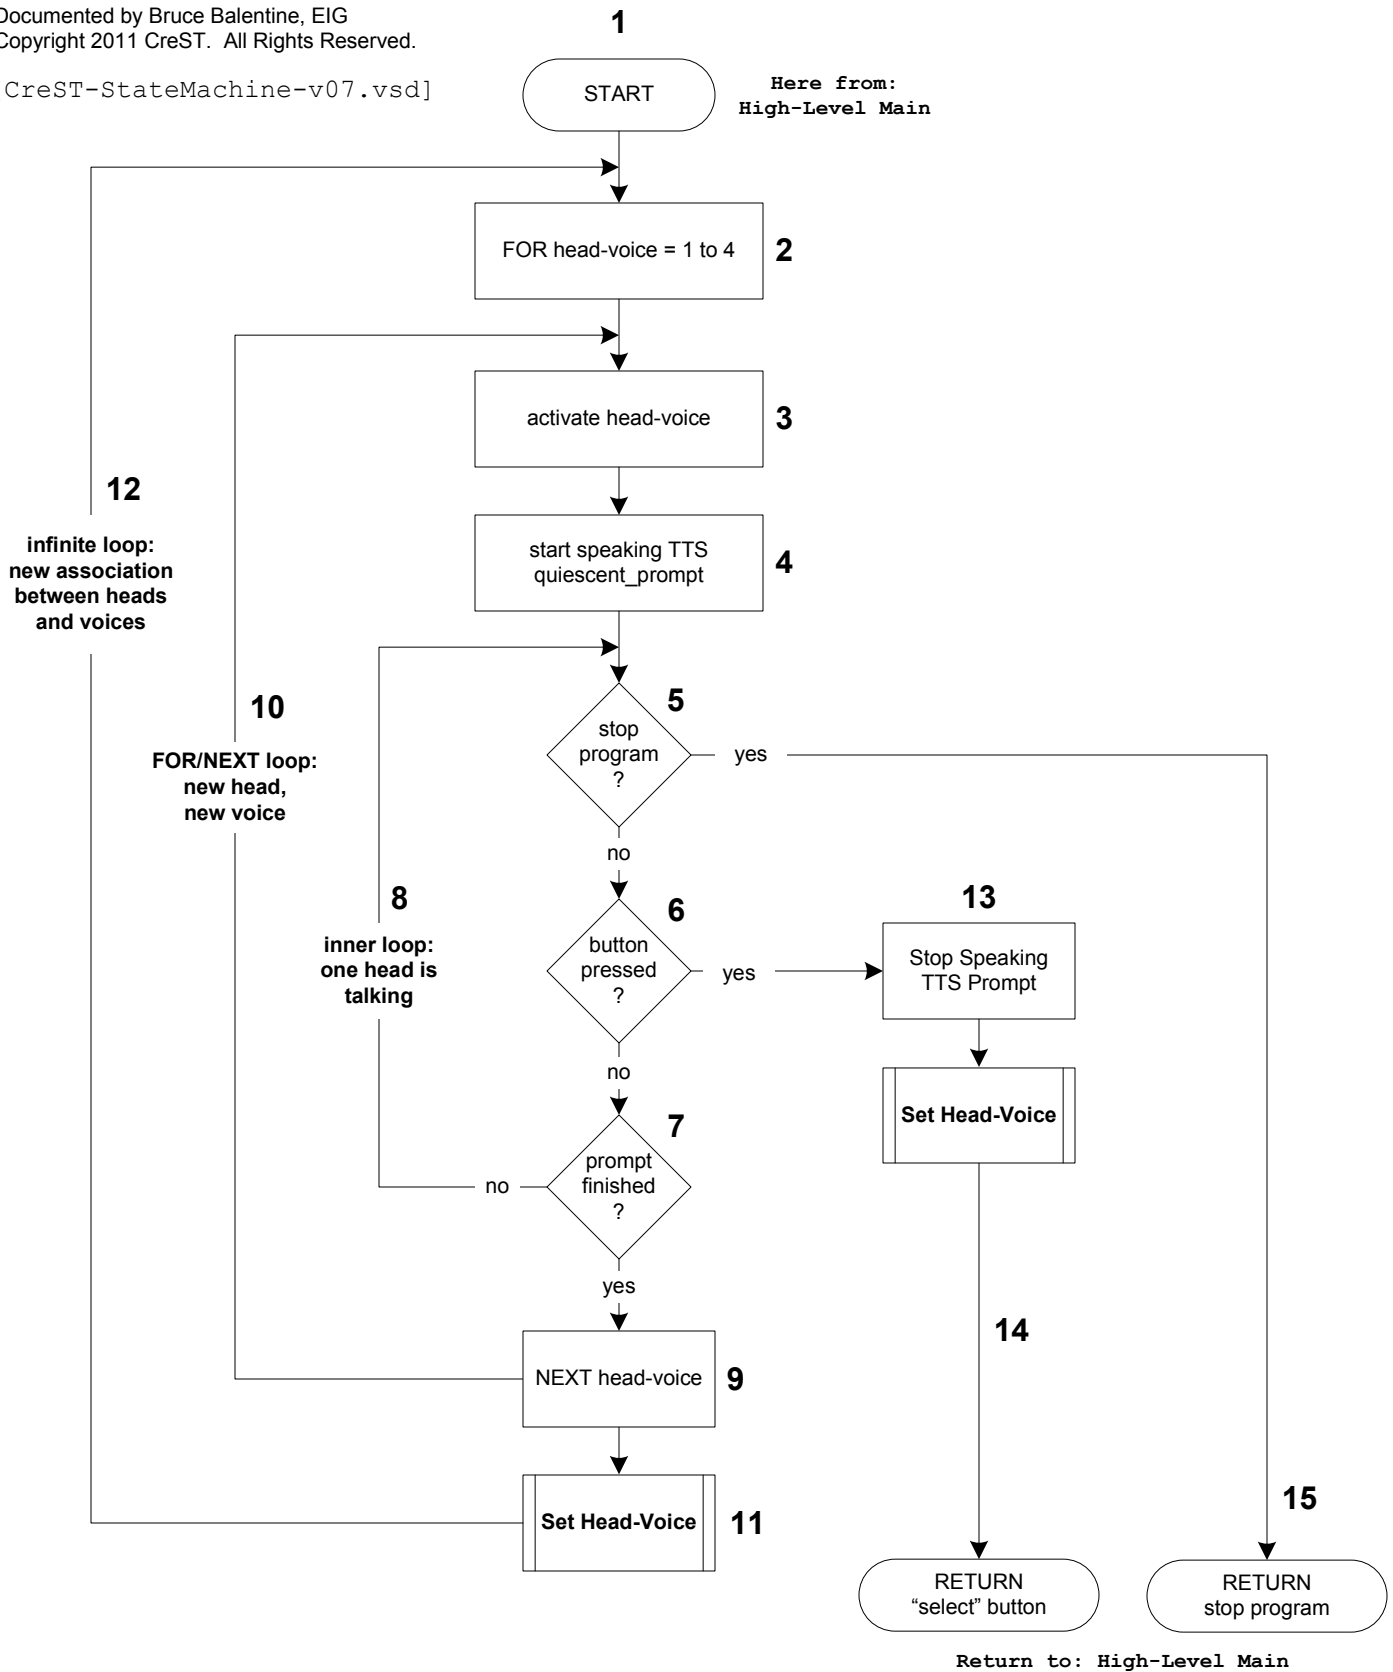 Documented by Bruce Balentine, EIG
Copyright 2011 CreST.  All Rights Reserved.
CreST-StateMachine-v07.vsd]
1
START
Here from:
High-Level Main
FOR head-voice = 1 to 4
2
activate head-voice
3
12
infinite loop:
new association
between heads
and voices
start speaking TTS
quiescent_prompt
4
10
FOR/NEXT loop:
new head,
new voice
5
stop
program
?
yes
no
8
inner loop:
one head is
talking
6
button
pressed
?
yes
no
13
Stop Speaking
TTS Prompt
Set Head-Voice
7
prompt
finished
?
no
yes
14
NEXT head-voice
9
Set Head-Voice
11
15
RETURN
“select” button
RETURN
stop program
Return to: High-Level Main